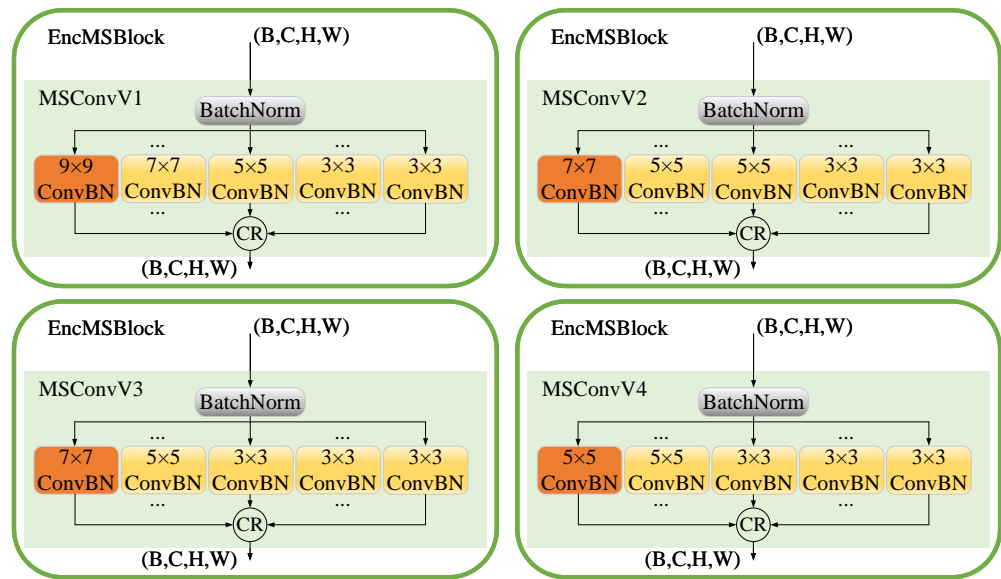 EncMSBlock (B,C,H,W)
MSConvV1
BatchNorm
... ...
9×9 7×7 5×5 3×3 3×3
ConvBN ConvBN ConvBN ConvBN ConvBN
... ...
CR
(B,C,H,W)
EncMSBlock (B,C,H,W)
MSConvV2
BatchNorm
... ...
7×7 5×5 5×5 3×3 3×3
ConvBN ConvBN ConvBN ConvBN ConvBN
... ...
CR
(B,C,H,W)
EncMSBlock (B,C,H,W)
MSConvV3
BatchNorm
... ...
7×7 5×5 3×3 3×3 3×3
ConvBN ConvBN ConvBN ConvBN ConvBN
... ...
CR
(B,C,H,W)
EncMSBlock (B,C,H,W)
MSConvV4
BatchNorm
... ...
5×5 5×5 3×3 3×3 3×3
ConvBN ConvBN ConvBN ConvBN ConvBN
... ...
CR
(B,C,H,W)